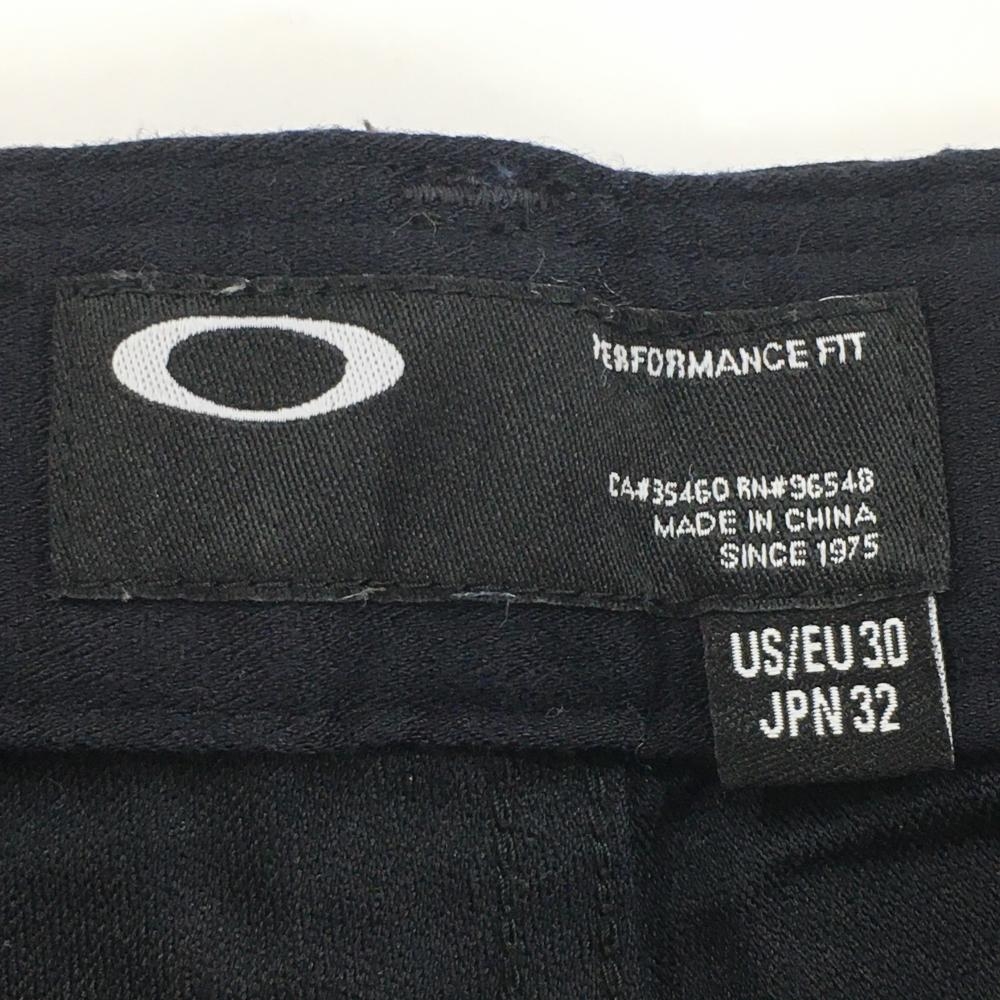 PERFORMANCE FIT
CA#35460 RN#96548
MADE IN CHINA
SINCE 1975
US/EU 30
JPN 32